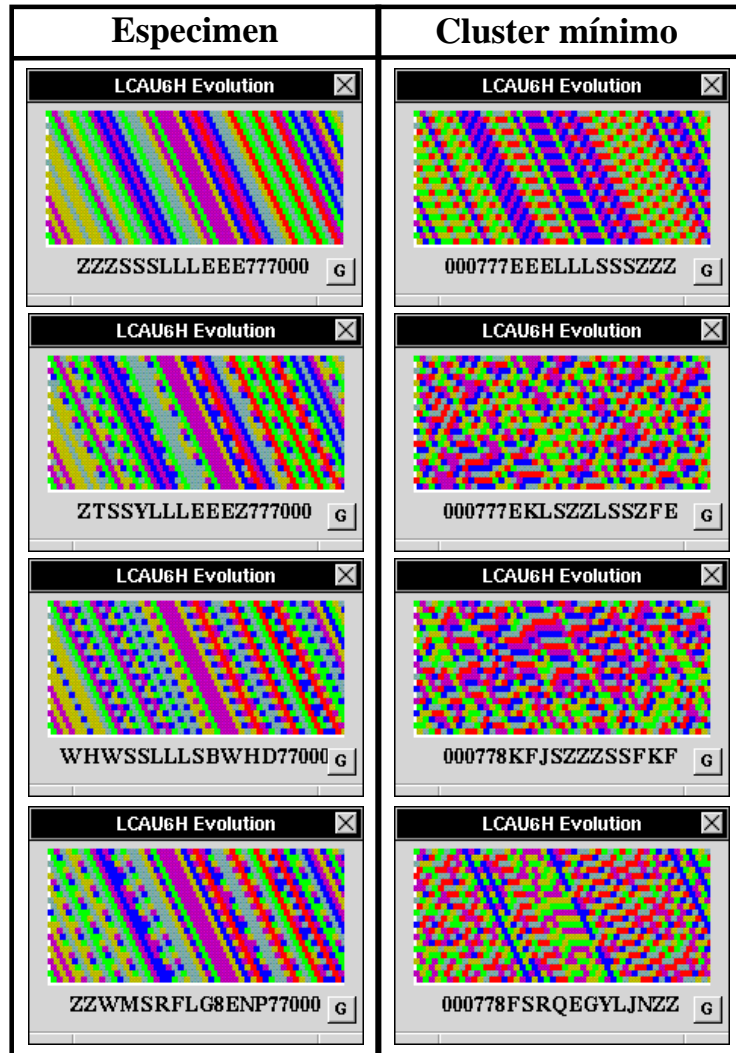 Especimen Cluster mínimo
LCAU6H Evolution LCAU6H Evolution
ZZZSSSLLLEEE777000 G 000777EEELLLSSSZZZ G
LCAU6H Evolution LCAU6H Evolution
ZTSSYLLLEEEZ777000 G 000777EKLSZZLSSZFE G
LCAU6H Evolution LCAU6H Evolution
WHWSSLLLSBWHD77000 G 000778KFJSZZZSSFKF G
LCAU6H Evolution LCAU6H Evolution
ZZWMSRFLG8ENP77000 G 000778FSRQEGYLJNZZ G